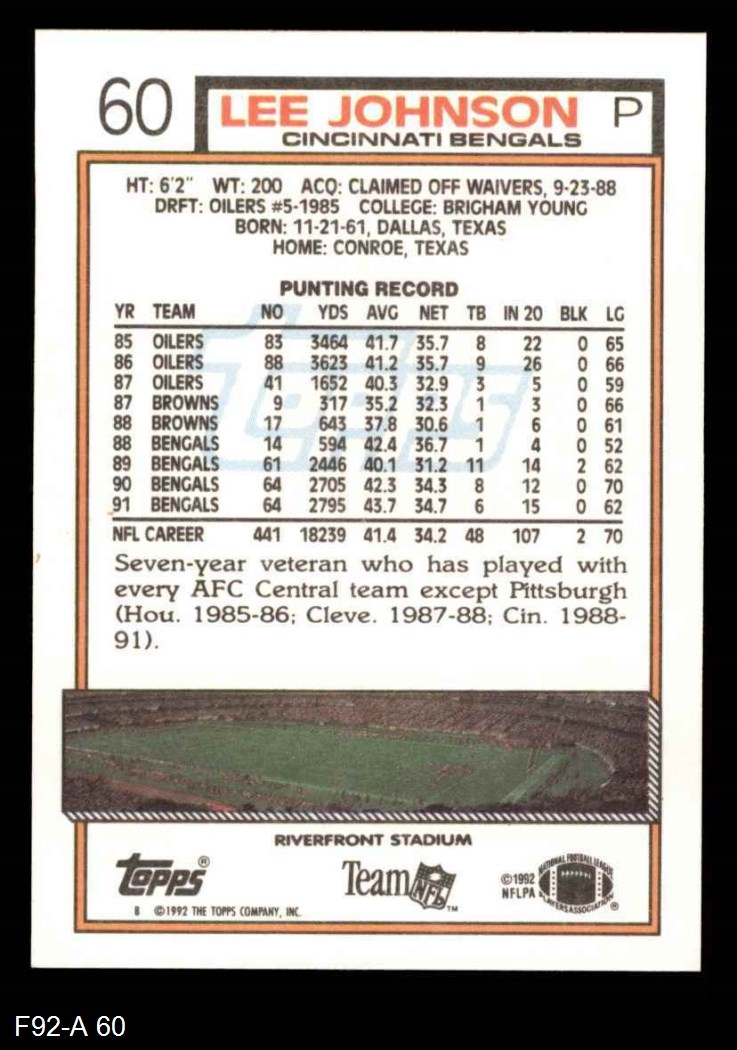 60 LEE JOHNSON P
CINCINNATI BENGALS
HT: 6'2" WT: 200 ACQ: CLAIMED OFF WAIVERS, 9-23-88
DRFT: OILERS #5-1985 COLLEGE: BRIGHAM YOUNG
BORN: 11-21-61, DALLAS, TEXAS
HOME: CONROE, TEXAS
PUNTING RECORD
YR TEAM NO YDS AVG NET TB IN 20 BLK LG
85 OILERS 83 3464 41.7 35.7 8 22 0 65
86 OILERS 88 3623 41.2 35.7 9 26 0 66
87 OILERS 41 1652 40.3 32.9 3 5 0 59
87 BROWNS 9 317 35.2 32.3 1 3 0 66
88 BROWNS 17 643 37.8 30.6 1 6 0 61
88 BENGALS 14 594 42.4 36.7 1 4 0 52
89 BENGALS 61 2446 40.1 31.2 11 14 2 62
90 BENGALS 64 2705 42.3 34.3 8 12 0 70
91 BENGALS 64 2795 43.7 34.7 6 15 0 62
NFL CAREER 441 18239 41.4 34.2 48 107 2 70
topps
Seven-year veteran who has played with
every AFC Central team except Pittsburgh
(Hou. 1985-86; Cleve. 1987-88; Cin. 1988-
91).
RIVERFRONT STADIUM
topps® Team NFL™ ©1992
NFLPA NATIONAL FOOTBALL LEAGUE PLAYERS ASSOCIATION ®
B ©1992 THE TOPPS COMPANY, INC.
F92-A 60